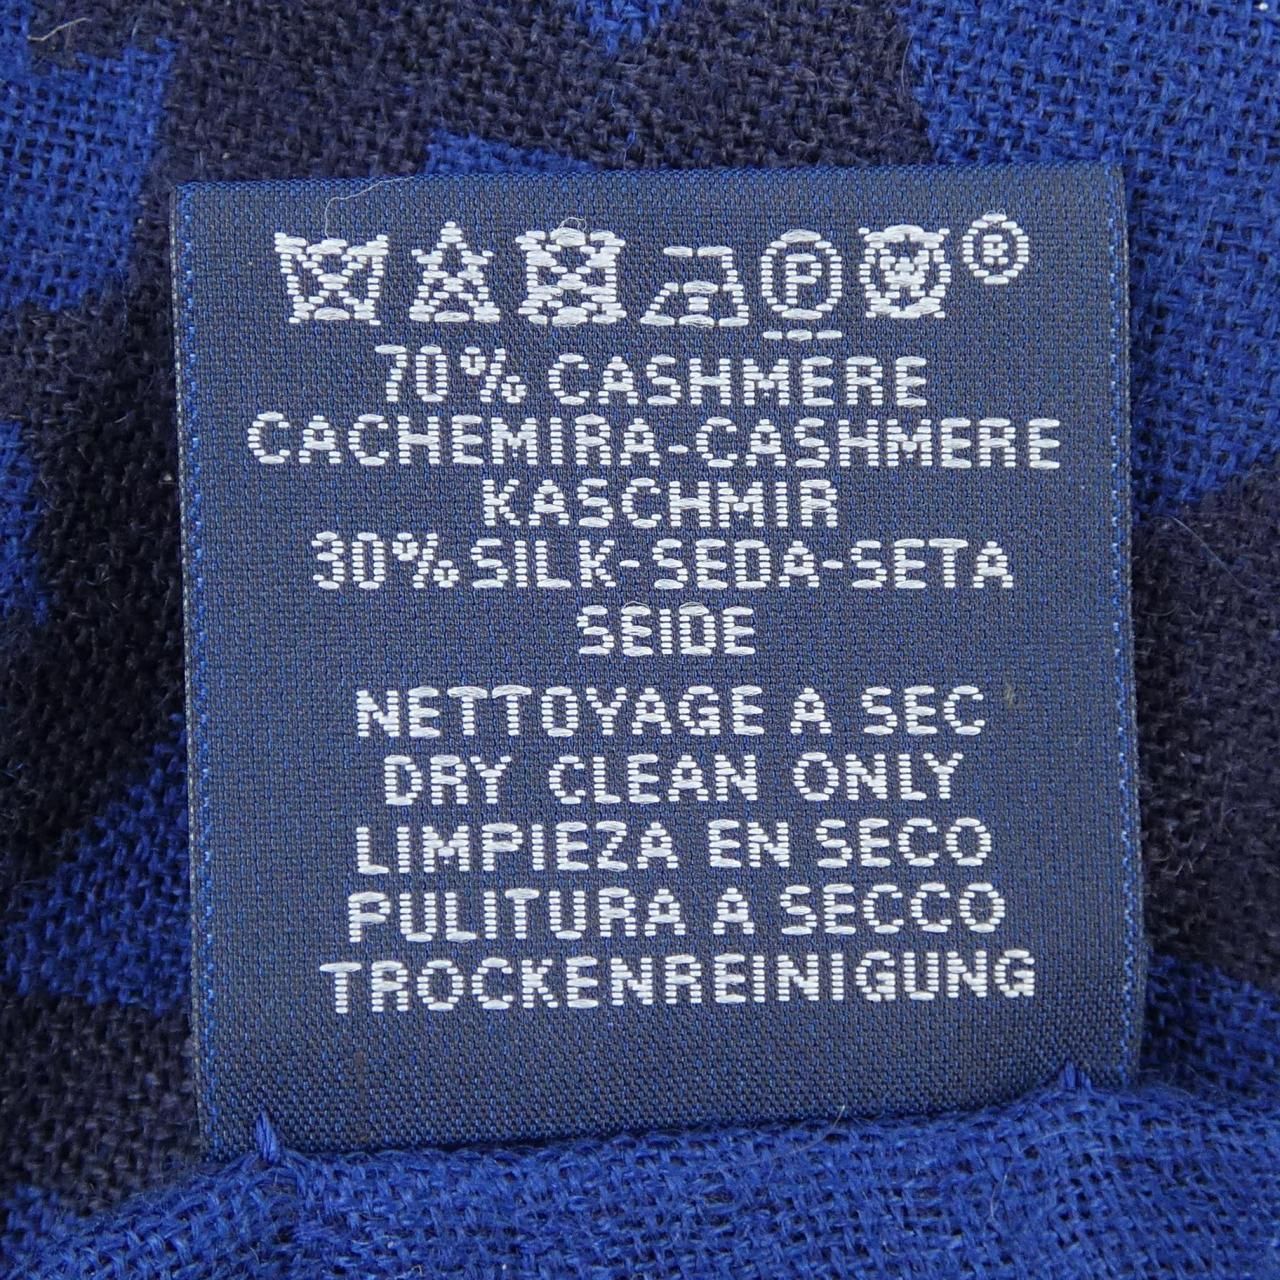 P ®
70% CASHMERE
CACHEMIRA-CASHMERE
KASCHMIR
30% SILK-SEDA-SETA
SEIDE
NETTOYAGE A SEC
DRY CLEAN ONLY
LIMPIEZA EN SECO
PULITURA A SECCO
TROCKENREINIGUNG